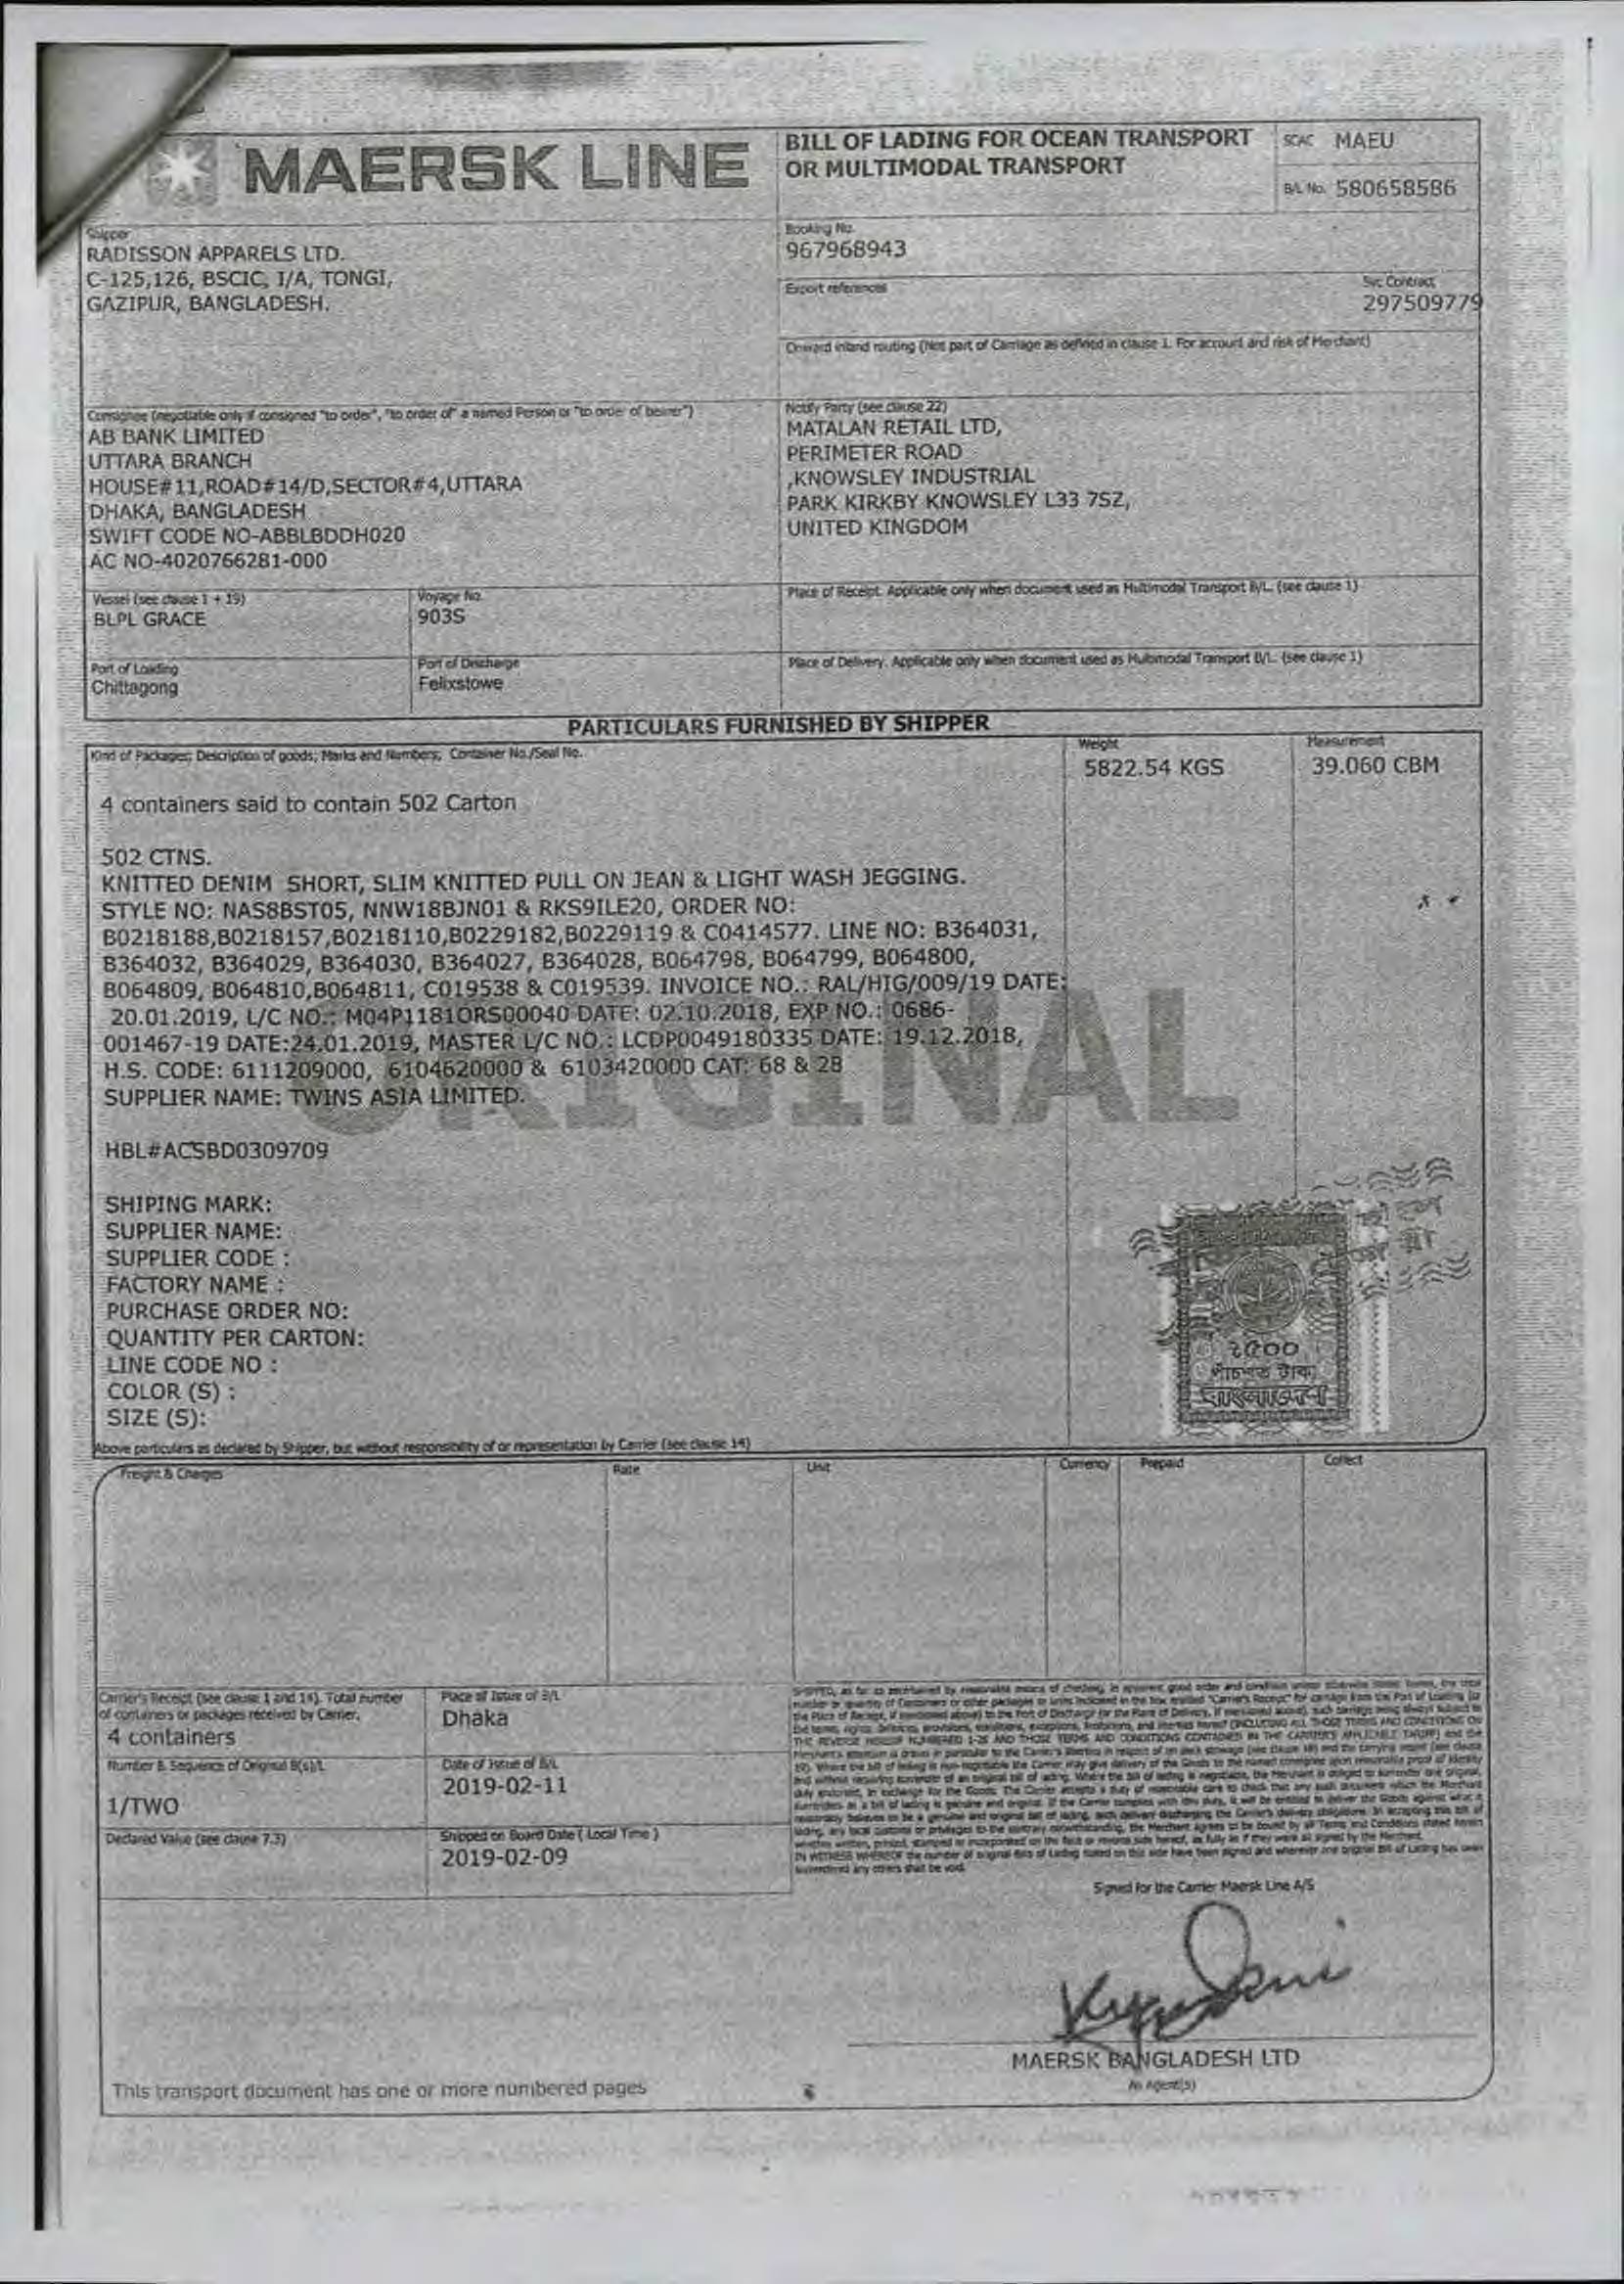 MAERSK LINE
BILL OF LADING FOR OCEAN TRANSPORT
OR MULTIMODAL TRANSPORT
SCAC MAEU
B/L No. 580658586
Shipper
RADISSON APPARELS LTD.
C-125,126, BSCIC, I/A, TONGI,
GAZIPUR, BANGLADESH.
Booking No.
967968943
Export references
Svc Contract
297509779
Onward inland routing (Not part of Carriage as defined in clause 1. For account and risk of Merchant)
Consignee (negotiable only if consigned "to order", "to order of" a named Person or "to order of bearer")
AB BANK LIMITED
UTTARA BRANCH
HOUSE#11,ROAD#14/D,SECTOR#4,UTTARA
DHAKA, BANGLADESH
SWIFT CODE NO-ABBLBDDH020
AC NO-4020766281-000
Notify Party (see clause 22)
MATALAN RETAIL LTD,
PERIMETER ROAD
,KNOWSLEY INDUSTRIAL
PARK KIRKBY KNOWSLEY L33 7SZ,
UNITED KINGDOM
Vessel (see clause 1 + 19)
BLPL GRACE
Voyage No.
903S
Place of Receipt. Applicable only when document used as Multimodal Transport B/L. (see clause 1)
Port of Loading
Chittagong
Port of Discharge
Felixstowe
Place of Delivery. Applicable only when document used as Multimodal Transport B/L. (see clause 1)
PARTICULARS FURNISHED BY SHIPPER
Kind of Packages; Description of goods; Marks and Numbers; Container No./Seal No.
Weight
5822.54 KGS
Measurement
39.060 CBM
4 containers said to contain 502 Carton
502 CTNS.
KNITTED DENIM SHORT, SLIM KNITTED PULL ON JEAN & LIGHT WASH JEGGING.
STYLE NO: NAS8BST05, NNW18BJN01 & RKS9ILE20, ORDER NO:
B0218188,B0218157,B0218110,B0229182,B0229119 & C0414577. LINE NO: B364031,
B364032, B364029, B364030, B364027, B364028, B064798, B064799, B064800,
B064809, B064810,B064811, C019538 & C019539. INVOICE NO.: RAL/HIG/009/19 DATE:
20.01.2019, L/C NO.: M04P1181ORS00040 DATE: 02.10.2018, EXP NO.: 0686-
001467-19 DATE:24.01.2019, MASTER L/C NO.: LCDP0049180335 DATE: 19.12.2018,
H.S. CODE: 6111209000, 6104620000 & 6103420000 CAT: 68 & 28
SUPPLIER NAME: TWINS ASIA LIMITED.
ORIGINAL
HBL#ACSBD0309709
SHIPING MARK:
SUPPLIER NAME:
SUPPLIER CODE :
FACTORY NAME :
PURCHASE ORDER NO:
QUANTITY PER CARTON:
LINE CODE NO :
COLOR (S) :
SIZE (S):
পাঁচশত টাকা
বাংলাদেশ
Above particulars as declared by Shipper, but without responsibility of or representation by Carrier (see clause 14)
Freight & Charges
Rate
Unit
Currency
Prepaid
Collect
Carrier's Receipt (see clause 1 and 14). Total number
of containers or packages received by Carrier.
4 containers
Place of Issue of B/L
Dhaka
Number & Sequence of Original B(s)/L
1/TWO
Date of Issue of B/L
2019-02-11
Declared Value (see clause 7.3)
Shipped on Board Date ( Local Time )
2019-02-09
Signed for the Carrier Maersk Line A/S
MAERSK BANGLADESH LTD
As Agent(s)
This transport document has one or more numbered pages